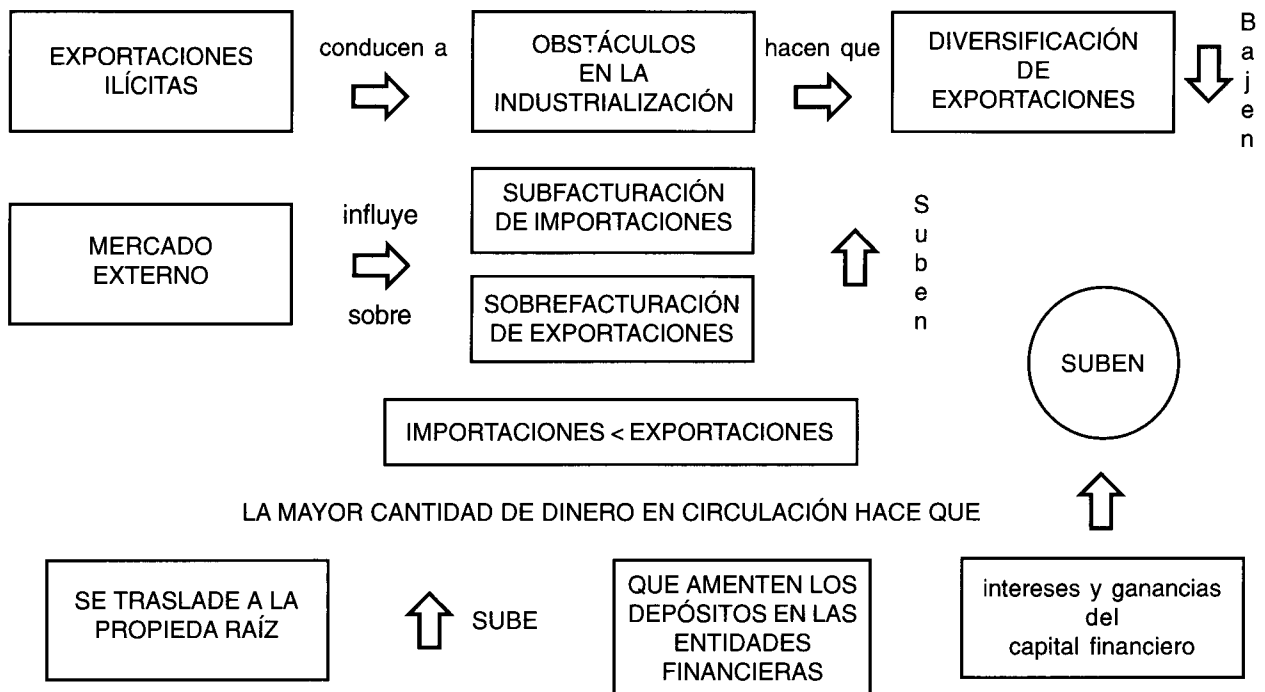 EXPORTACIONES
ILÍCITAS
conducen a
OBSTÁCULOS
EN LA
INDUSTRIALIZACIÓN
hacen que
DIVERSIFICACIÓN
DE
EXPORTACIONES
Bajen
MERCADO
EXTERNO
influye
sobre
SUBFACTURACIÓN
DE IMPORTACIONES
SOBREFACTURACIÓN
DE EXPORTACIONES
Suben
SUBEN
IMPORTACIONES < EXPORTACIONES
LA MAYOR CANTIDAD DE DINERO EN CIRCULACIÓN HACE QUE
SE TRASLADE A LA
PROPIEDA RAÍZ
SUBE
QUE AMENTEN LOS
DEPÓSITOS EN LAS
ENTIDADES
FINANCIERAS
intereses y ganancias
del
capital financiero